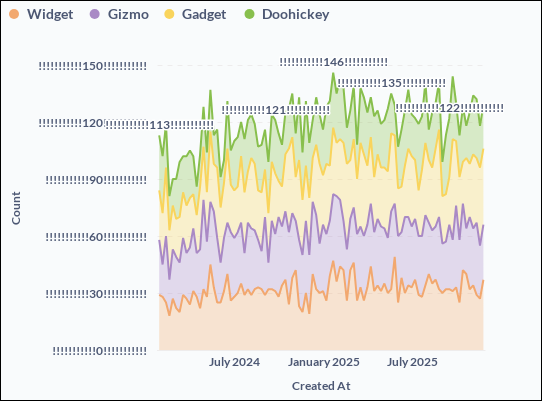 Widget Gizmo Gadget Doohickey
!!!!!!!!!!!146!!!!!!!!!!!
!!!!!!!!!!!150!!!!!!!!!!!
!!!!!!!!!!!135!!!!!!!!!!!
!!!!!!!!!!!121!!!!!!!!!!!
!!!!!!!!!!!122!!!!!!!!!!!
!!!!!!!!!!!120!!!!!!!!!!!
!!!!!!!!!!!113!!!!!!!!!!!
!!!!!!!!!!!90!!!!!!!!!!!
!!!!!!!!!!!60!!!!!!!!!!!
!!!!!!!!!!!30!!!!!!!!!!!
!!!!!!!!!!!0!!!!!!!!!!!
Count
July 2024 January 2025 July 2025
Created At